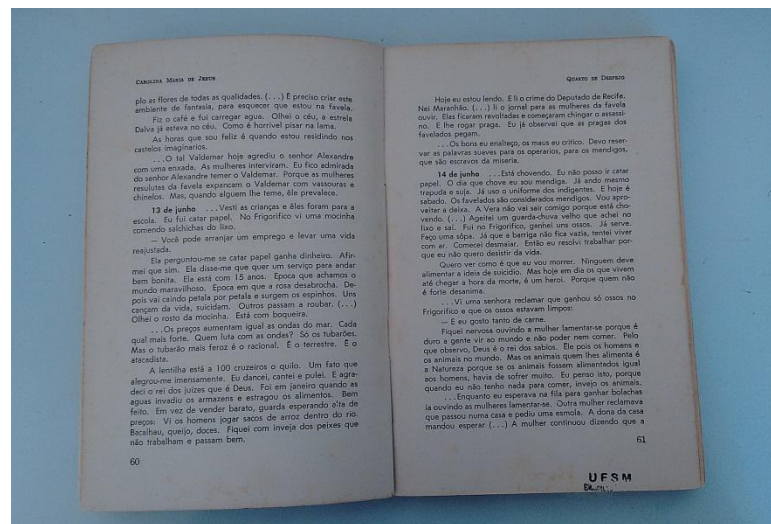 CAROLINA MARIA DE JESUS
plo as flores de todas as qualidades. (...) É preciso criar este
ambiente de fantasia, para esquecer que estou na favela.
Fiz o café e fui carregar agua. Olhei o céu, a estrela
Dalva já estava no céu. Como é horrivel pisar na lama.
As horas que sou feliz é quando estou residindo nos
castelos imaginarios.
...O tal Valdemar hoje agrediu o senhor Alexandre
com uma enxada. As mulheres interviram. Eu fico admirada
do senhor Alexandre temer o Valdemar. Porque as mulheres
resulutas da favela expancam o Valdemar com vassouras e
chinelos. Mas, quando alguem lhe teme, êle prevalece.
13 de junho ...Vesti as crianças e êles foram para a
escola. Eu fui catar papel. No Frigorifico vi uma mocinha
comendo salchichas do lixo.
— Você pode arranjar um emprego e levar uma vida
reajustada.
Ela perguntou-me se catar papel ganha dinheiro. Afir-
mei que sim. Ela disse-me que quer um serviço para andar
bem bonita. Ela está com 15 anos. Epoca que achamos o
mundo maravilhoso. Epoca em que a rosa desabrocha. De-
pois vai caindo petala por petala e surgem os espinhos. Uns
cançam da vida, suicidam. Outros passam a roubar. (...)
Olhei o rosto da mocinha. Está com boqueira.
...Os preços aumentam igual as ondas do mar. Cada
qual mais forte. Quem luta com as ondas? Só os tubarões.
Mas o tubarão mais feroz é o racional. É o terrestre. É o
atacadista.
A lentilha está a 100 cruzeiros o quilo. Um fato que
alegrou-me imensamente. Eu dancei, cantei e pulei. E agra-
deci o rei dos juizes que é Deus. Foi em janeiro quando as
aguas invadiu os armazens e estragou os alimentos. Bem
feito. Em vez de vender barato, guarda esperando alta de
preços: Vi os homens jogar sacos de arroz dentro do rio.
Bacalhau, queijo, doces. Fiquei com inveja dos peixes que
não trabalham e passam bem.
60
QUARTO DE DESPEJO
Hoje eu estou lendo. E li o crime do Deputado de Recife,
Nei Maranhão. (...) li o jornal para as mulheres da favela
ouvir. Elas ficaram revoltadas e começaram chingar o assassi-
no. E lhe rogar praga. Eu já observei que as pragas dos
favelados pegam.
...Os bons eu enalteço, os maus eu critico. Devo reser-
var as palavras suaves para os operarios, para os mendigos,
que são escravos da miseria.
14 de junho ...Está chovendo. Eu não posso ir catar
papel. O dia que chove eu sou mendiga. Já ando mesmo
trapuda e suja. Já uso o uniforme dos indigentes. E hoje é
sabado. Os favelados são considerados mendigos. Vou apro-
veitar a deixa. A Vera não vai sair comigo porque está cho-
vendo. (...) Ageitei um guarda-chuva velho que achei no
lixo e saí. Fui no Frigorifico, ganhei uns ossos. Já serve.
Faço uma sôpa. Já que a barriga não fica vazia, tentei viver
com ar. Comecei desmaiar. Então eu resolvi trabalhar por-
que eu não quero desistir da vida.
Quero ver como é que eu vou morrer. Ninguem deve
alimentar a ideia de suicidio. Mas hoje em dia os que vivem
até chegar a hora da morte, é um heroi. Porque quem não
é forte desanima.
...Vi uma senhora reclamar que ganhou só ossos no
Frigorifico e que os ossos estavam limpos:
— E eu gosto tanto de carne.
Fiquei nervosa ouvindo a mulher lamentar-se porque é
duro a gente vir ao mundo e não poder nem comer. Pelo
que observo, Deus é o rei dos sabios. Ele pois os homens e
os animais no mundo. Mas os animais quem lhes alimenta é
a Natureza porque se os animais fossem alimentados igual
aos homens, havia de sofrer muito. Eu penso isto, porque
quando eu não tenho nada para comer, invejo os animais.
...Enquanto eu esperava na fila para ganhar bolachas
ia ouvindo as mulheres lamentar-se. Outra mulher reclamava
que passou numa casa e pediu uma esmola. A dona da casa
mandou esperar (...) A mulher continuou dizendo que a
61
UFSM